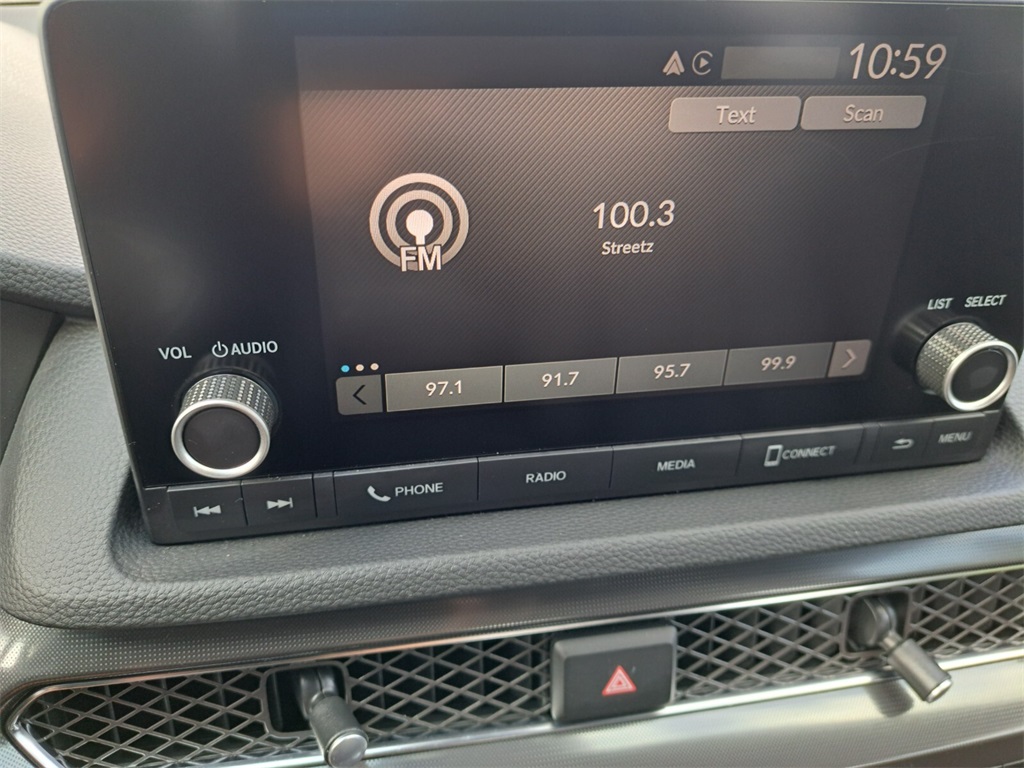 10:59
Text Scan
100.3
FM
Streetz
LIST SELECT
VOL AUDIO
97.1 91.7 95.7 99.9
PHONE RADIO MEDIA CONNECT MENU